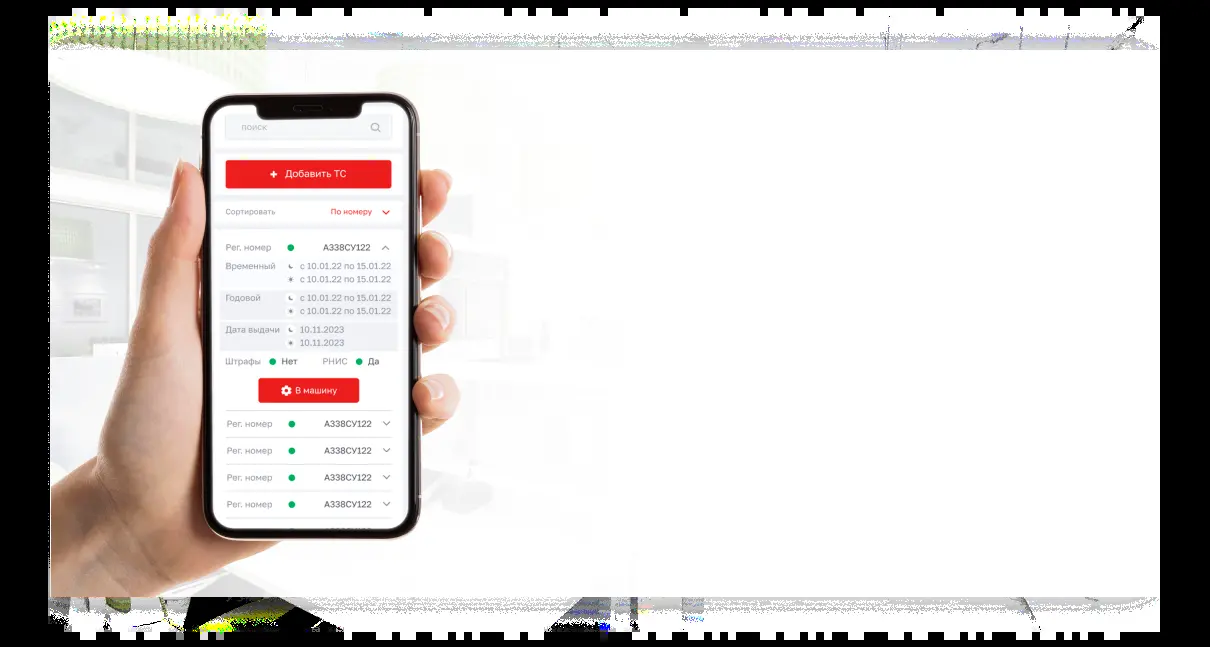 поиск
+ Добавить ТС
Сортировать По номеру
Рег. номер А338СУ122
Временный с 10.01.22 по 15.01.22
с 10.01.22 по 15.01.22
Годовой с 10.01.22 по 15.01.22
с 10.01.22 по 15.01.22
Дата выдачи 10.11.2023
10.11.2023
Штрафы Нет РНИС Да
В машину
Рег. номер А338СУ122
Рег. номер А338СУ122
Рег. номер А338СУ122
Рег. номер А338СУ122